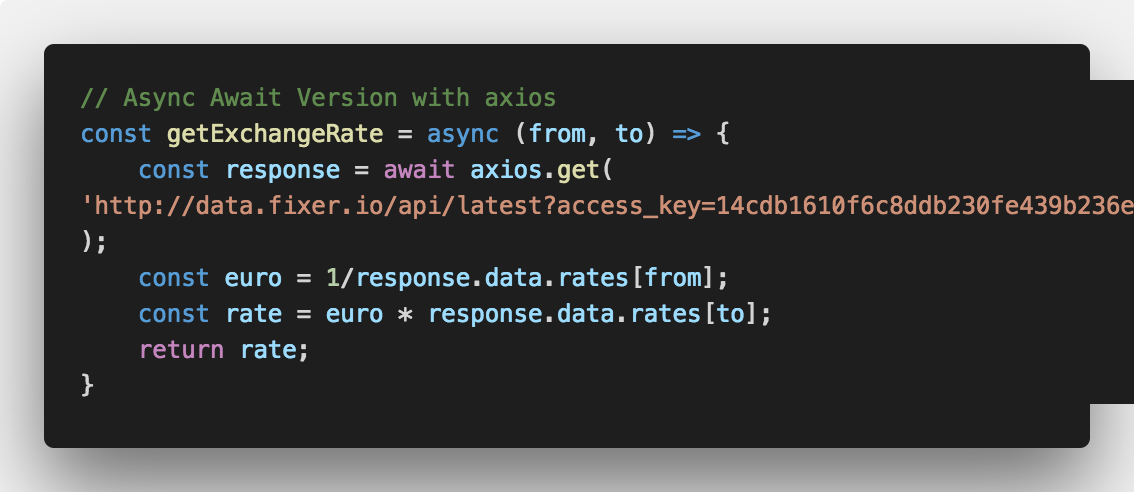 // Async Await Version with axios
const getExchangeRate = async (from, to) => {
    const response = await axios.get(
'http://data.fixer.io/api/latest?access_key=14cdb1610f6c8ddb230fe439b236e
);
    const euro = 1/response.data.rates[from];
    const rate = euro * response.data.rates[to];
    return rate;
}